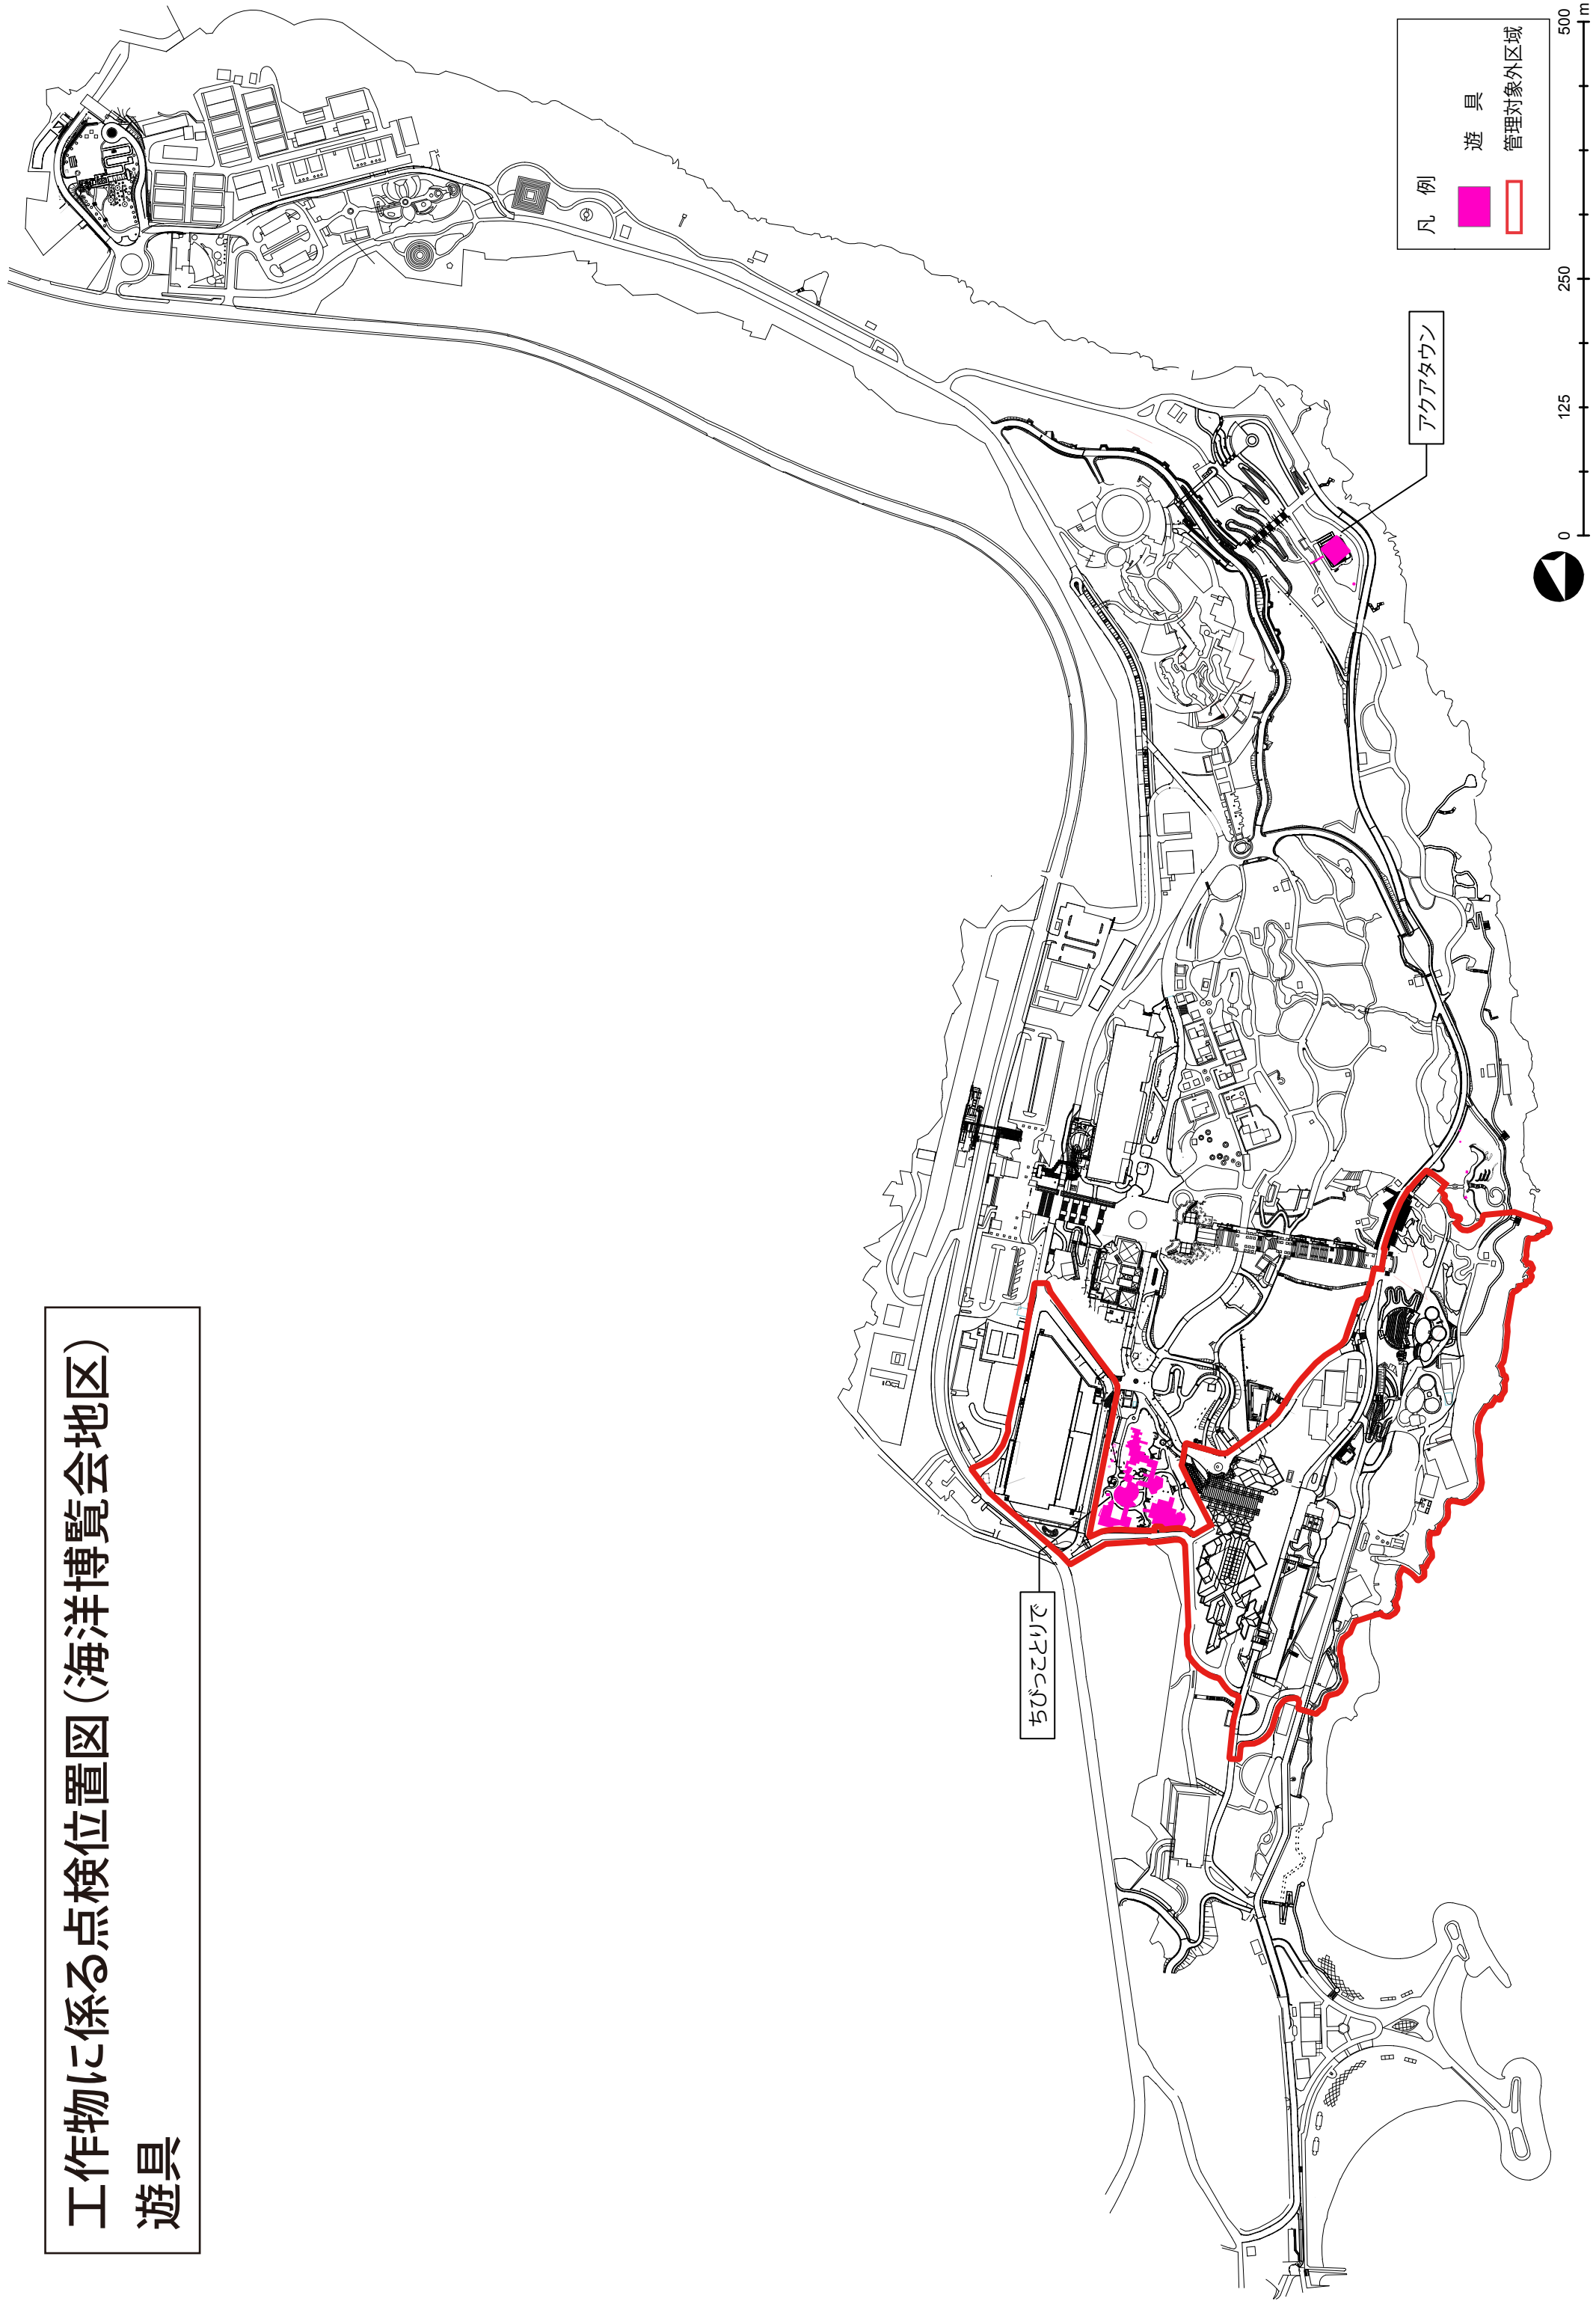 工作物に係る点検位置図(海洋博覧会地区)
遊具
ちびっことりで
アクアタウン
凡 例
遊 具
管理対象外区域
0 125 250 500 m